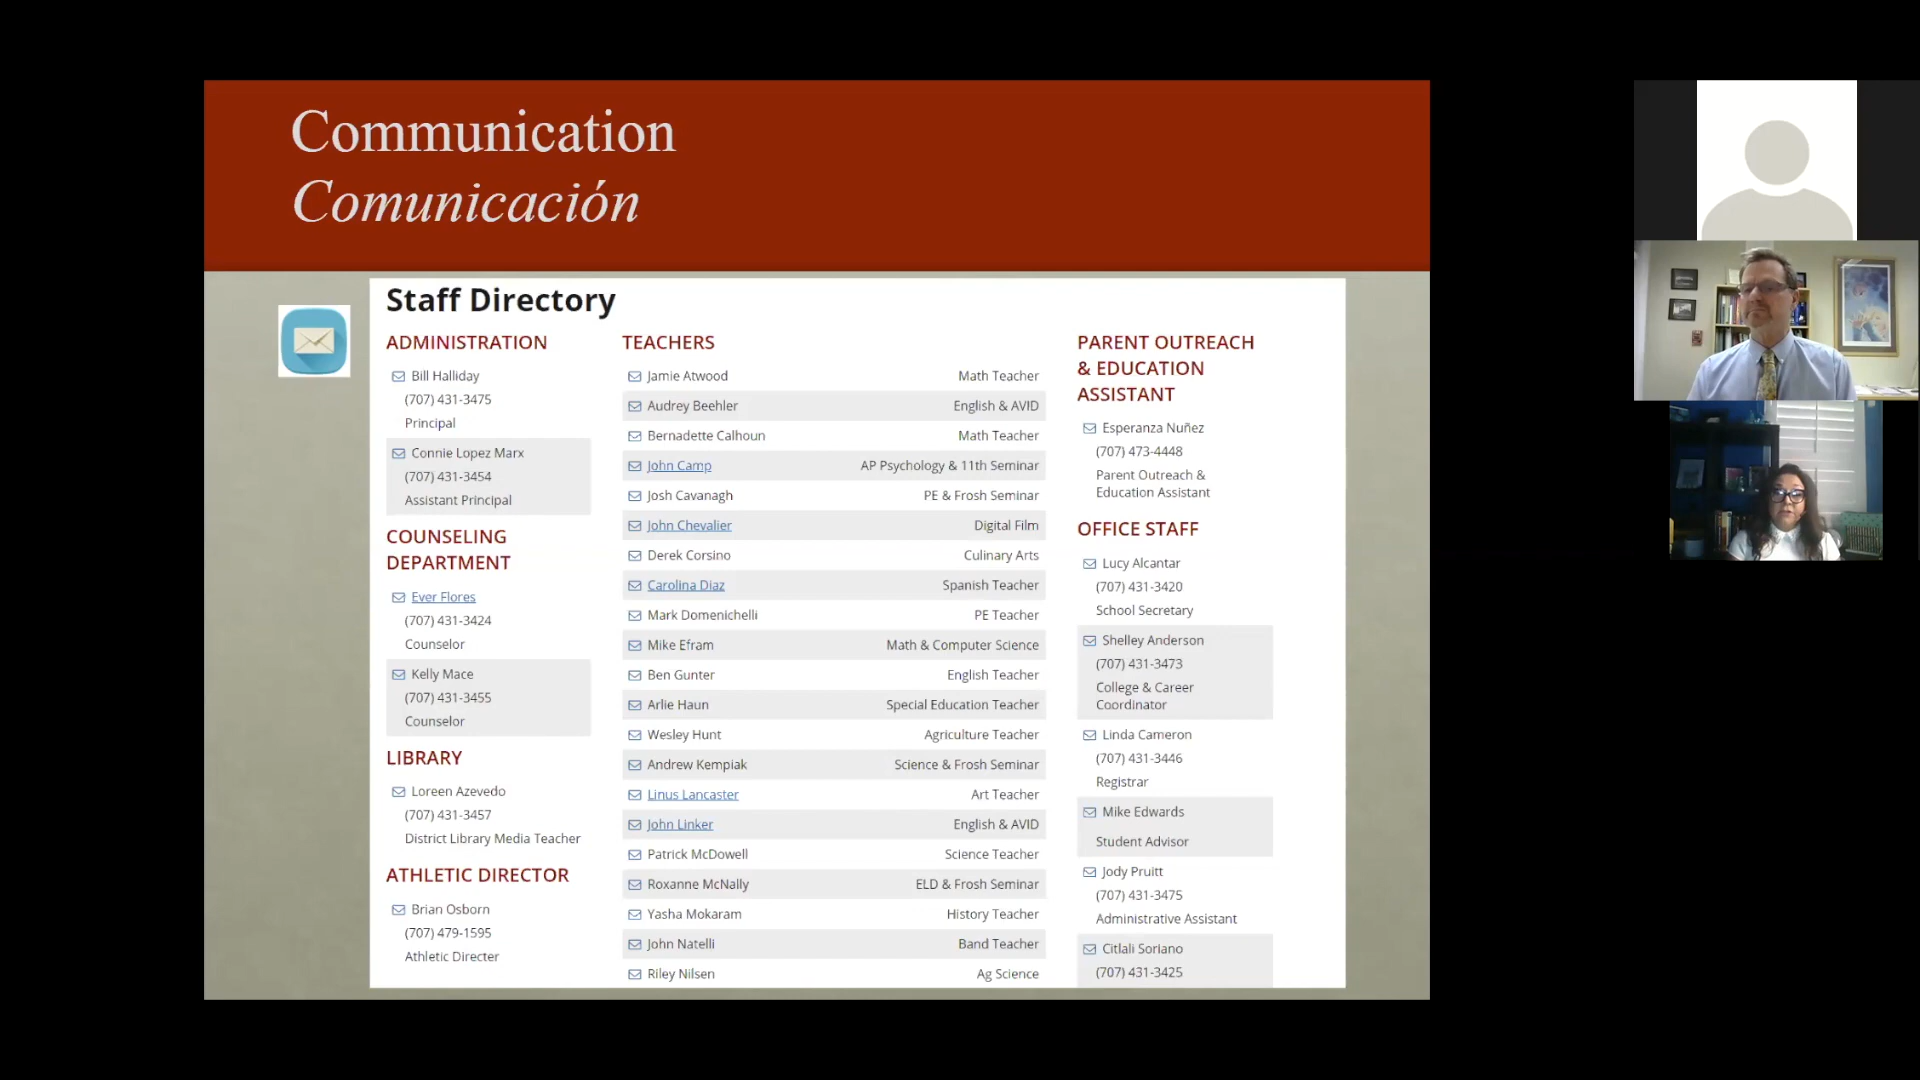 Communication
Comunicación
Staff Directory
ADMINISTRATION
Bill Halliday
(707) 431-3475
Principal
Connie Lopez Marx
(707) 431-3454
Assistant Principal
COUNSELING
DEPARTMENT
Ever Flores
(707) 431-3424
Counselor
Kelly Mace
(707) 431-3455
Counselor
LIBRARY
Loreen Azevedo
(707) 431-3457
District Library Media Teacher
ATHLETIC DIRECTOR
Brian Osborn
(707) 479-1595
Athletic Directer
TEACHERS
Jamie Atwood Math Teacher
Audrey Beehler English & AVID
Bernadette Calhoun Math Teacher
John Camp AP Psychology & 11th Seminar
Josh Cavanagh PE & Frosh Seminar
John Chevalier Digital Film
Derek Corsino Culinary Arts
Carolina Diaz Spanish Teacher
Mark Domenichelli PE Teacher
Mike Efram Math & Computer Science
Ben Gunter English Teacher
Arlie Haun Special Education Teacher
Wesley Hunt Agriculture Teacher
Andrew Kempiak Science & Frosh Seminar
Linus Lancaster Art Teacher
John Linker English & AVID
Patrick McDowell Science Teacher
Roxanne McNally ELD & Frosh Seminar
Yasha Mokaram History Teacher
John Natelli Band Teacher
Riley Nilsen Ag Science
PARENT OUTREACH
& EDUCATION
ASSISTANT
Esperanza Nuñez
(707) 473-4448
Parent Outreach &
Education Assistant
OFFICE STAFF
Lucy Alcantar
(707) 431-3420
School Secretary
Shelley Anderson
(707) 431-3473
College & Career
Coordinator
Linda Cameron
(707) 431-3446
Registrar
Mike Edwards
Student Advisor
Jody Pruitt
(707) 431-3475
Administrative Assistant
Citlali Soriano
(707) 431-3425